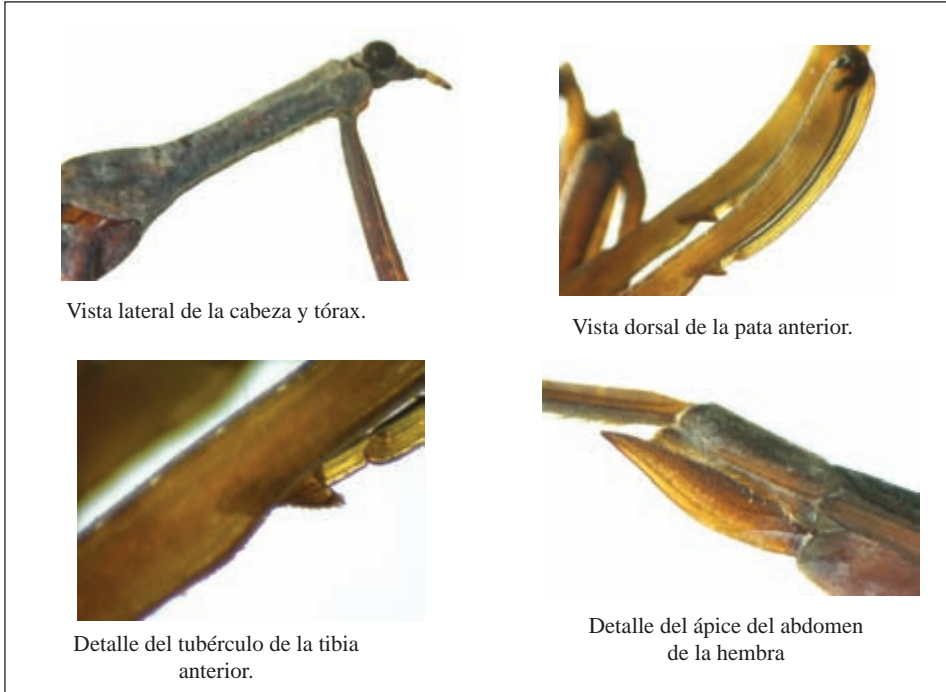 Vista lateral de la cabeza y tórax.
Vista dorsal de la pata anterior.
Detalle del tubérculo de la tibia
anterior.
Detalle del ápice del abdomen
de la hembra